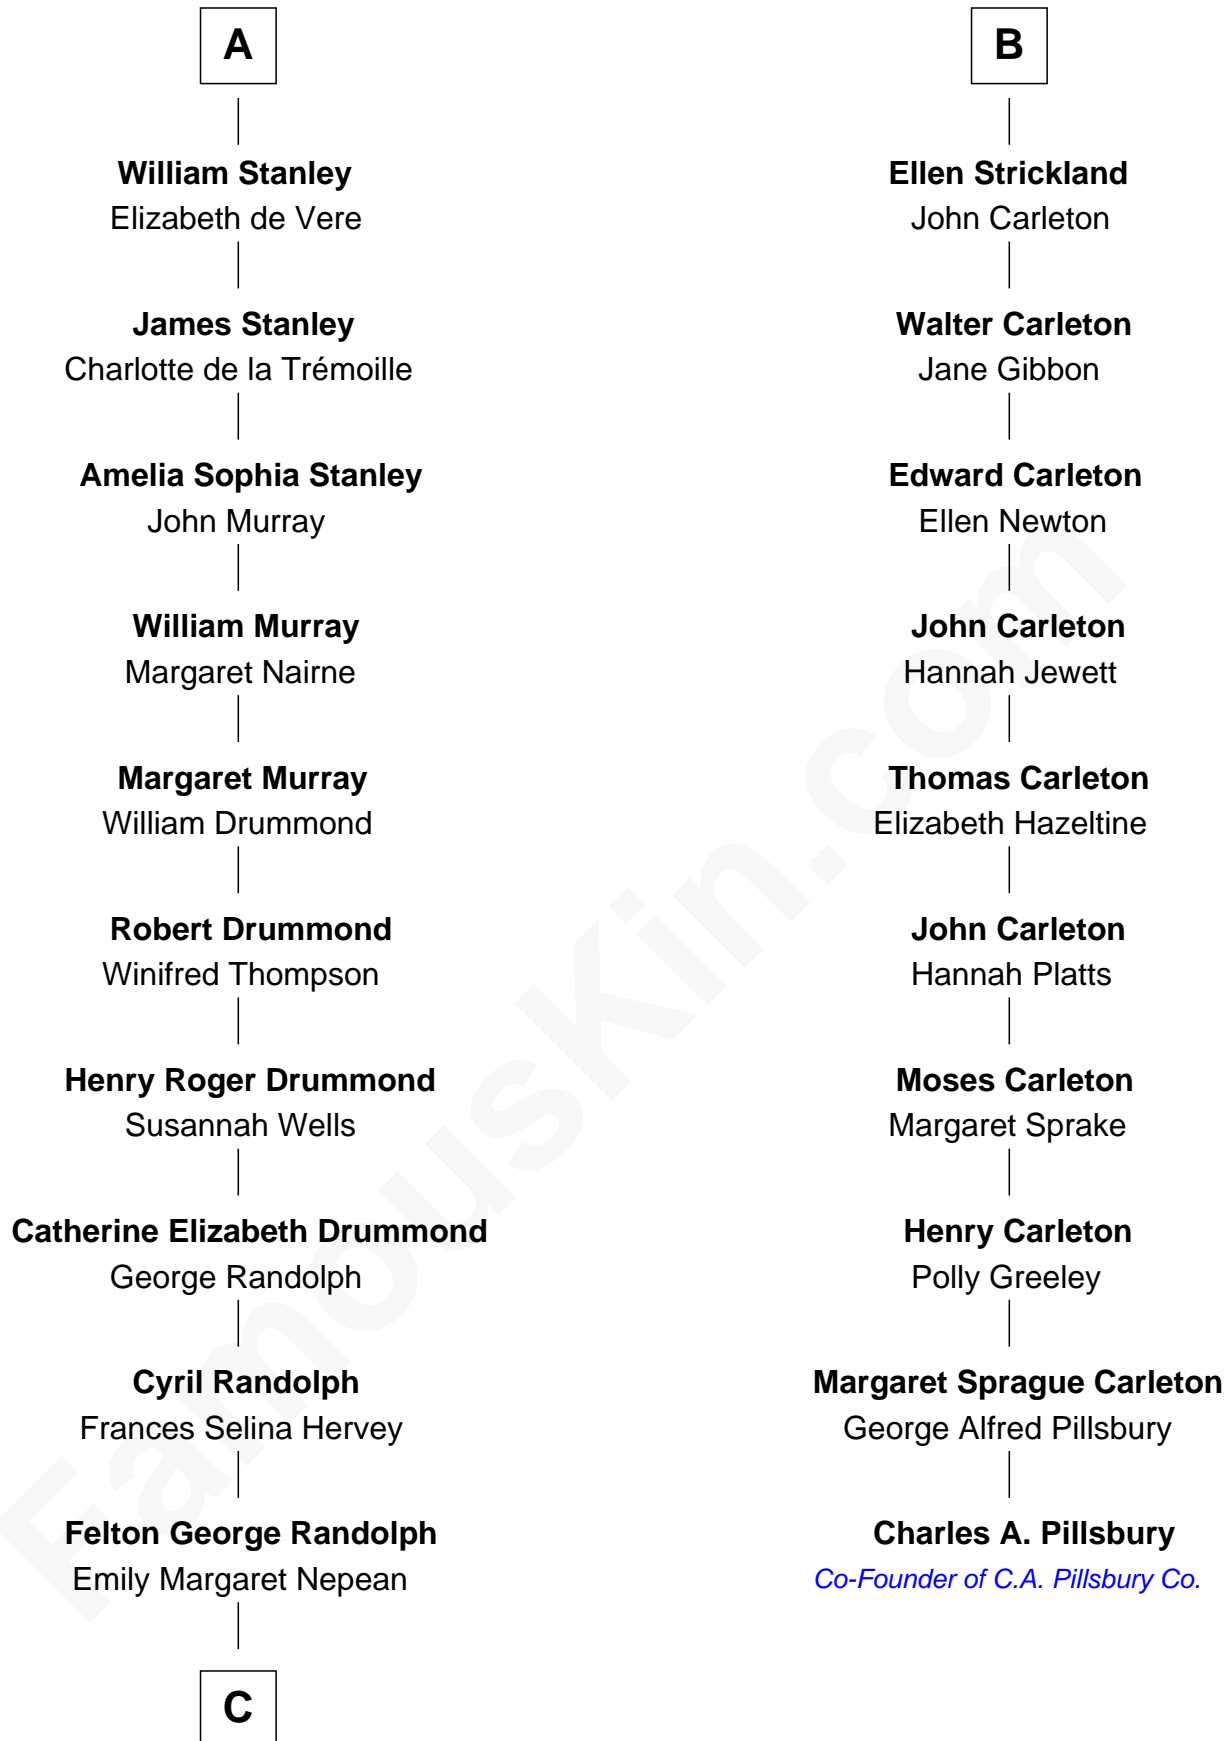 A
William Stanley
Elizabeth de Vere
James Stanley
Charlotte de la Trémoille
Amelia Sophia Stanley
John Murray
William Murray
Margaret Nairne
Margaret Murray
William Drummond
Robert Drummond
Winifred Thompson
Henry Roger Drummond
Susannah Wells
Catherine Elizabeth Drummond
George Randolph
Cyril Randolph
Frances Selina Hervey
Felton George Randolph
Emily Margaret Nepean
C
B
Ellen Strickland
John Carleton
Walter Carleton
Jane Gibbon
Edward Carleton
Ellen Newton
John Carleton
Hannah Jewett
Thomas Carleton
Elizabeth Hazeltine
John Carleton
Hannah Platts
Moses Carleton
Margaret Sprake
Henry Carleton
Polly Greeley
Margaret Sprague Carleton
George Alfred Pillsbury
Charles A. Pillsbury
Co-Founder of C.A. Pillsbury Co.
FamousKin.com